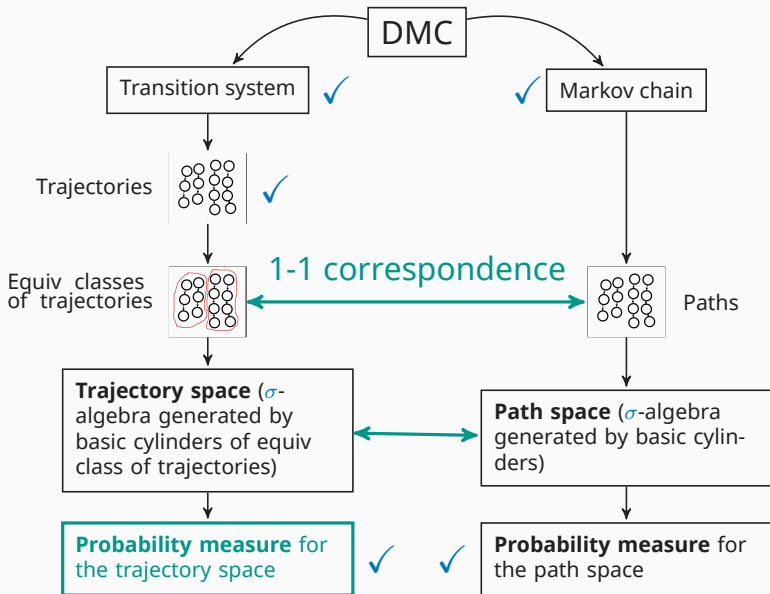 DMC
Transition system
Markov chain
Trajectories
Equiv classes
of trajectories
1-1 correspondence
Paths
Trajectory space (σ-
algebra generated by
basic cylinders of equiv
class of trajectories)
Path space (σ-algebra
generated by basic cylin-
ders)
Probability measure for
the trajectory space
Probability measure for
the path space